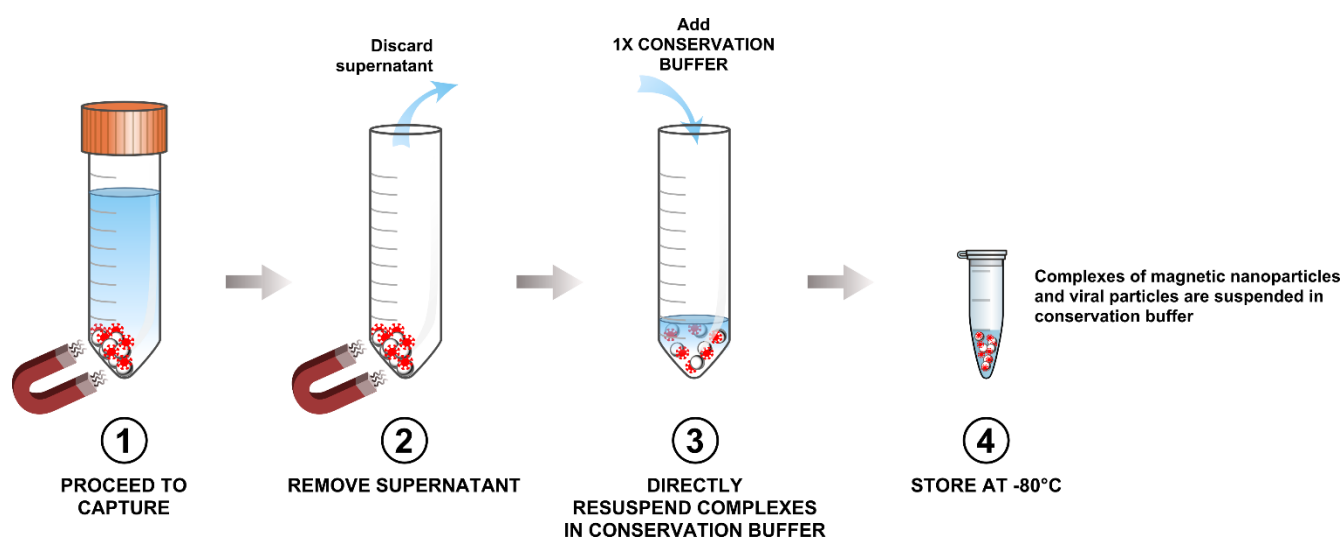 Discard
supernatant
Add
1X CONSERVATION
BUFFER
Complexes of magnetic nanoparticles
and viral particles are suspended in
conservation buffer
1
PROCEED TO
CAPTURE
2
REMOVE SUPERNATANT
3
DIRECTLY
RESUSPEND COMPLEXES
IN CONSERVATION BUFFER
4
STORE AT -80°C